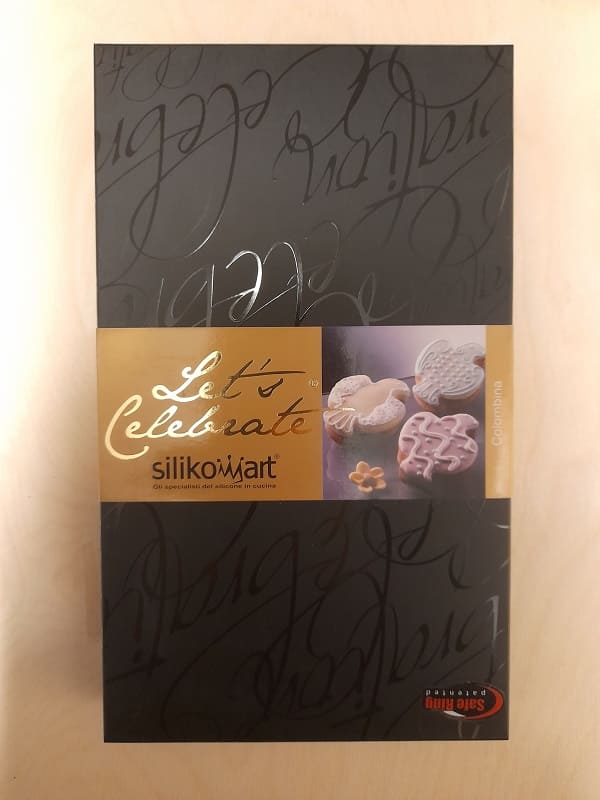 Let's
Celebrate®
silikomart®
Gli specialisti del silicone in cucina
Colombina
Safe Ring
patented